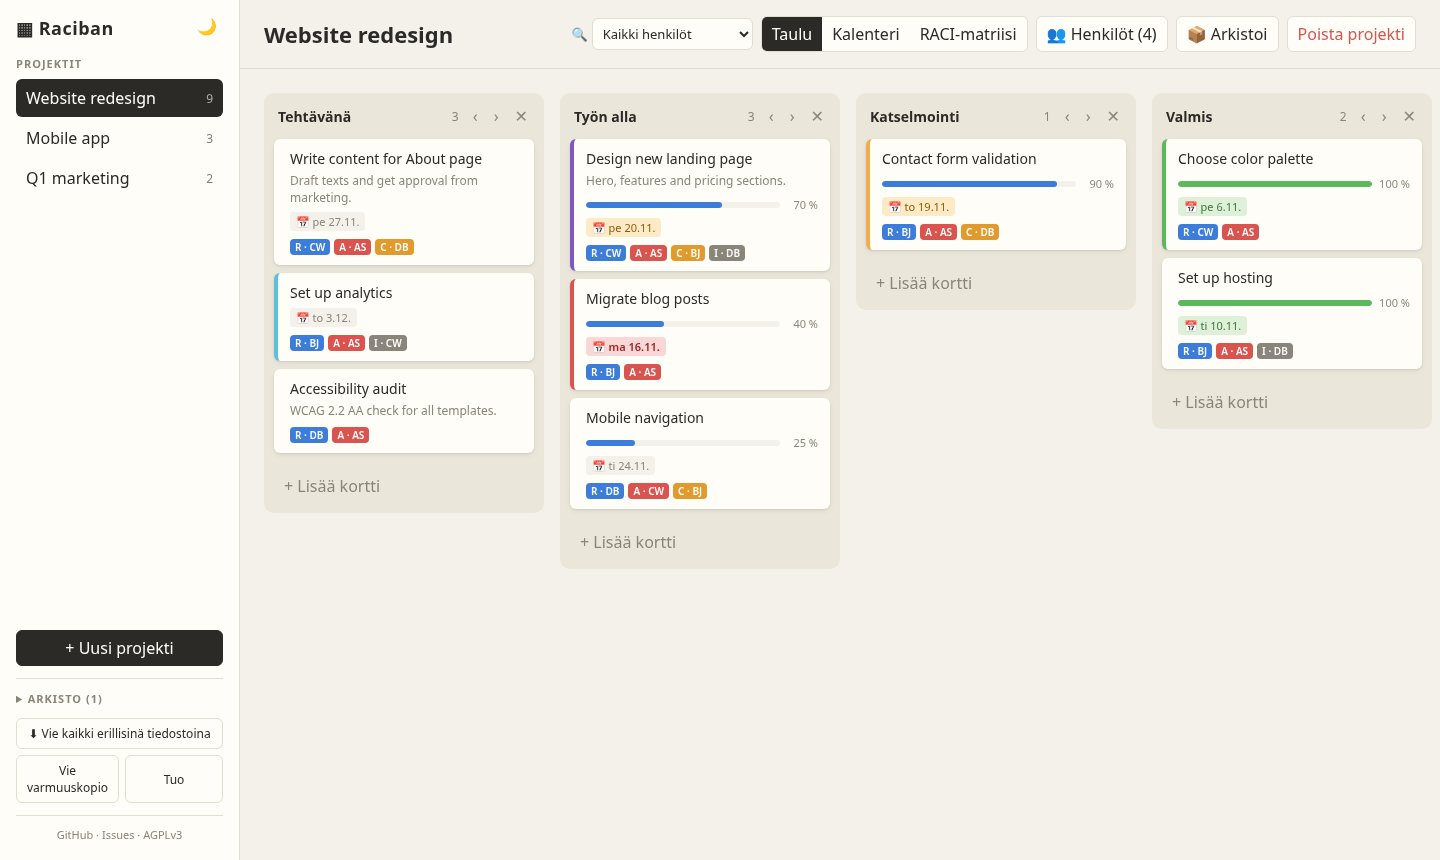 ▦ Raciban 🌙
PROJEKTIT
Website redesign 9
Mobile app 3
Q1 marketing 2
+ Uusi projekti
▶ ARKISTO (1)
⬇ Vie kaikki erillisinä tiedostoina
Vie
varmuuskopio
Tuo
GitHub · Issues · AGPLv3
Website redesign
🔍 Kaikki henkilöt
Taulu Kalenteri RACI-matriisi
👥 Henkilöt (4)
📦 Arkistoi
Poista projekti
Tehtävänä 3 ‹ › ✕
Write content for About page
Draft texts and get approval from
marketing.
📅 pe 27.11.
R · CW A · AS C · DB
Set up analytics
📅 to 3.12.
R · BJ A · AS I · CW
Accessibility audit
WCAG 2.2 AA check for all templates.
R · DB A · AS
+ Lisää kortti
Työn alla 3 ‹ › ✕
Design new landing page
Hero, features and pricing sections.
70 %
📅 pe 20.11.
R · CW A · AS C · BJ I · DB
Migrate blog posts
40 %
📅 ma 16.11.
R · BJ A · AS
Mobile navigation
25 %
📅 ti 24.11.
R · DB A · CW C · BJ
+ Lisää kortti
Katselmointi 1 ‹ › ✕
Contact form validation
90 %
📅 to 19.11.
R · BJ A · AS C · DB
+ Lisää kortti
Valmis 2 ‹ › ✕
Choose color palette
100 %
📅 pe 6.11.
R · CW A · AS
Set up hosting
100 %
📅 ti 10.11.
R · BJ A · AS I · DB
+ Lisää kortti